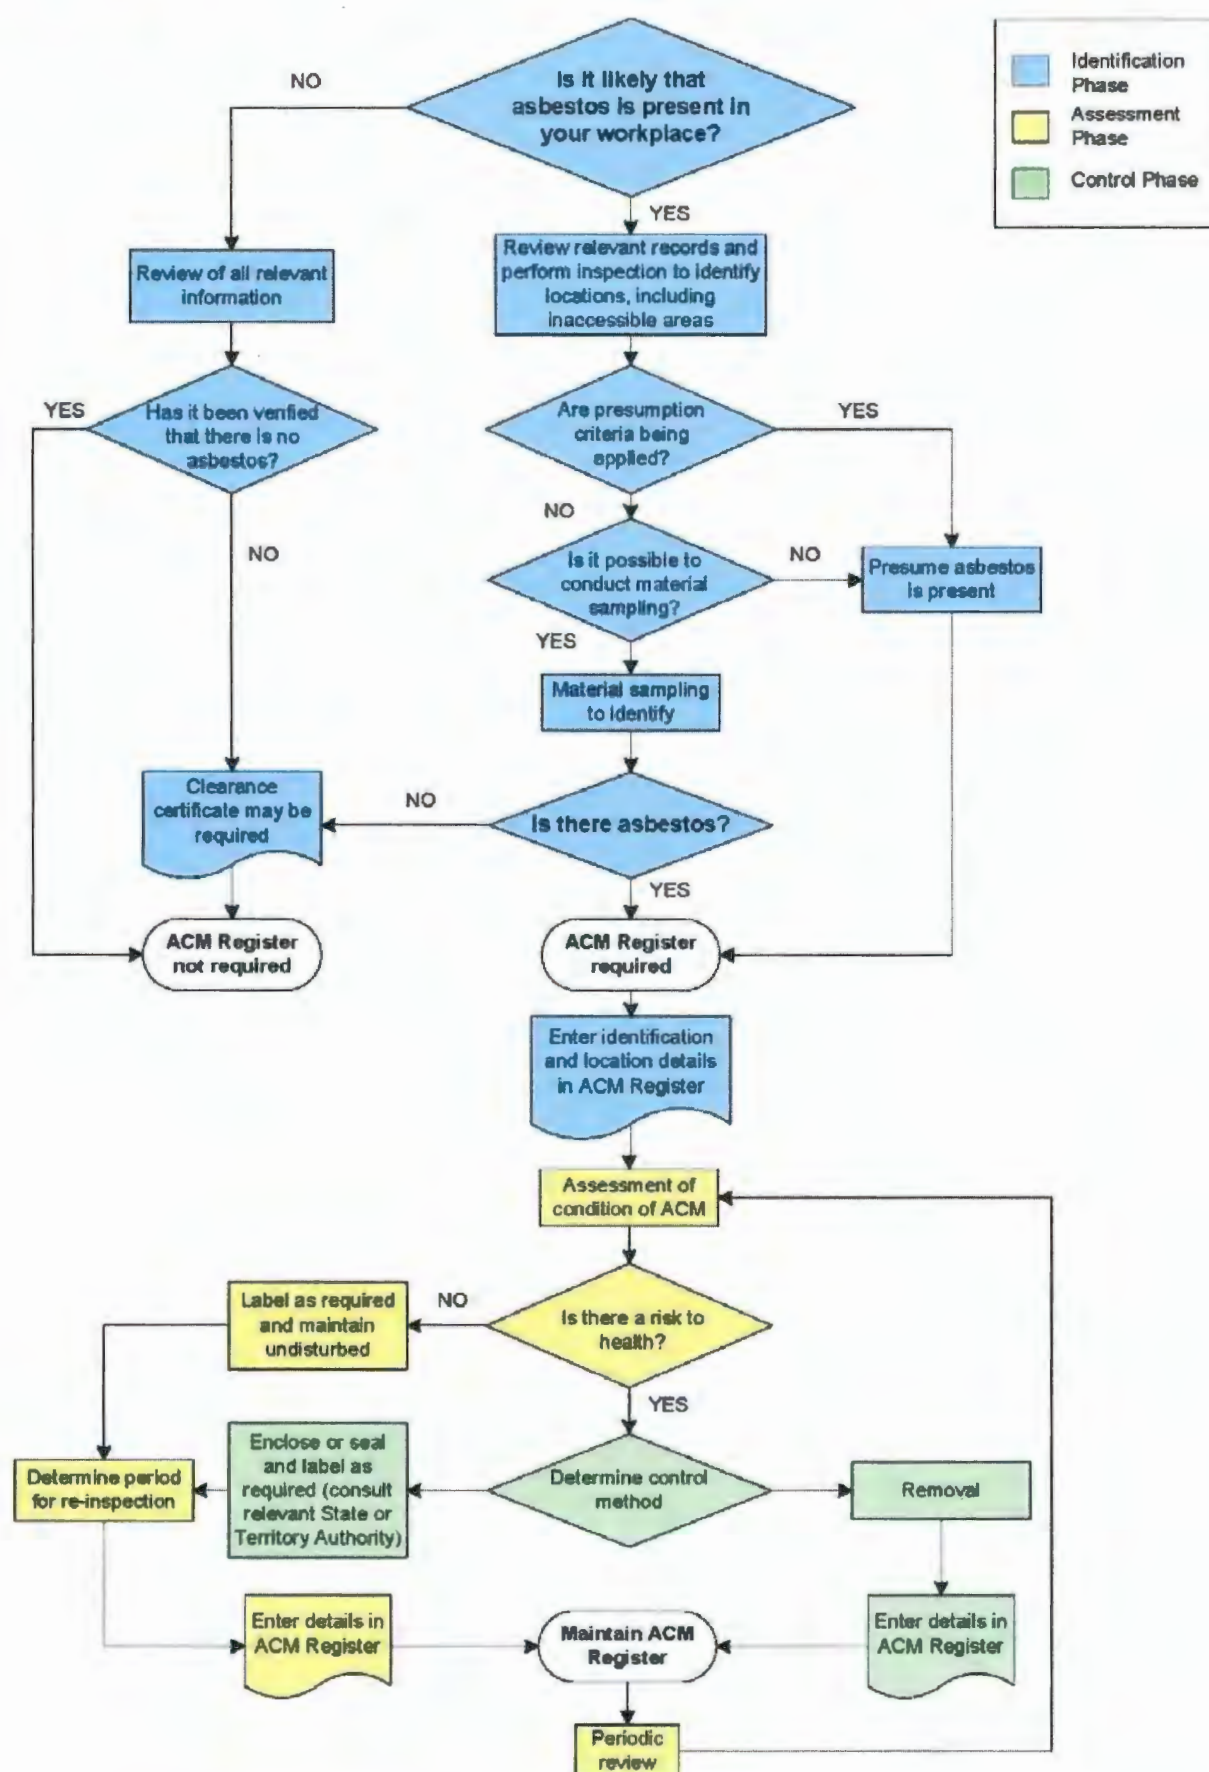 Is it likely that
asbestos is present in
your workplace?
NO
YES
Identification
Phase
Assessment
Phase
Control Phase
Review of all relevant
information
Review relevant records and
perform inspection to identify
locations, including
inaccessible areas
YES
Has it been verified
that there is no
asbestos?
NO
Are presumption
criteria being
applied?
YES
NO
Is it possible to
conduct material
sampling?
NO
Presume asbestos
is present
YES
Material sampling
to identify
Clearance
certificate may be
required
NO
Is there asbestos?
YES
ACM Register
not required
ACM Register
required
Enter identification
and location details
in ACM Register
Assessment of
condition of ACM
Label as required
and maintain
undisturbed
NO
Is there a risk to
health?
YES
Determine period
for re-inspection
Enclose or seal
and label as
required (consult
relevant State or
Territory Authority)
Determine control
method
Removal
Enter details in
ACM Register
Maintain ACM
Register
Enter details in
ACM Register
Periodic
review